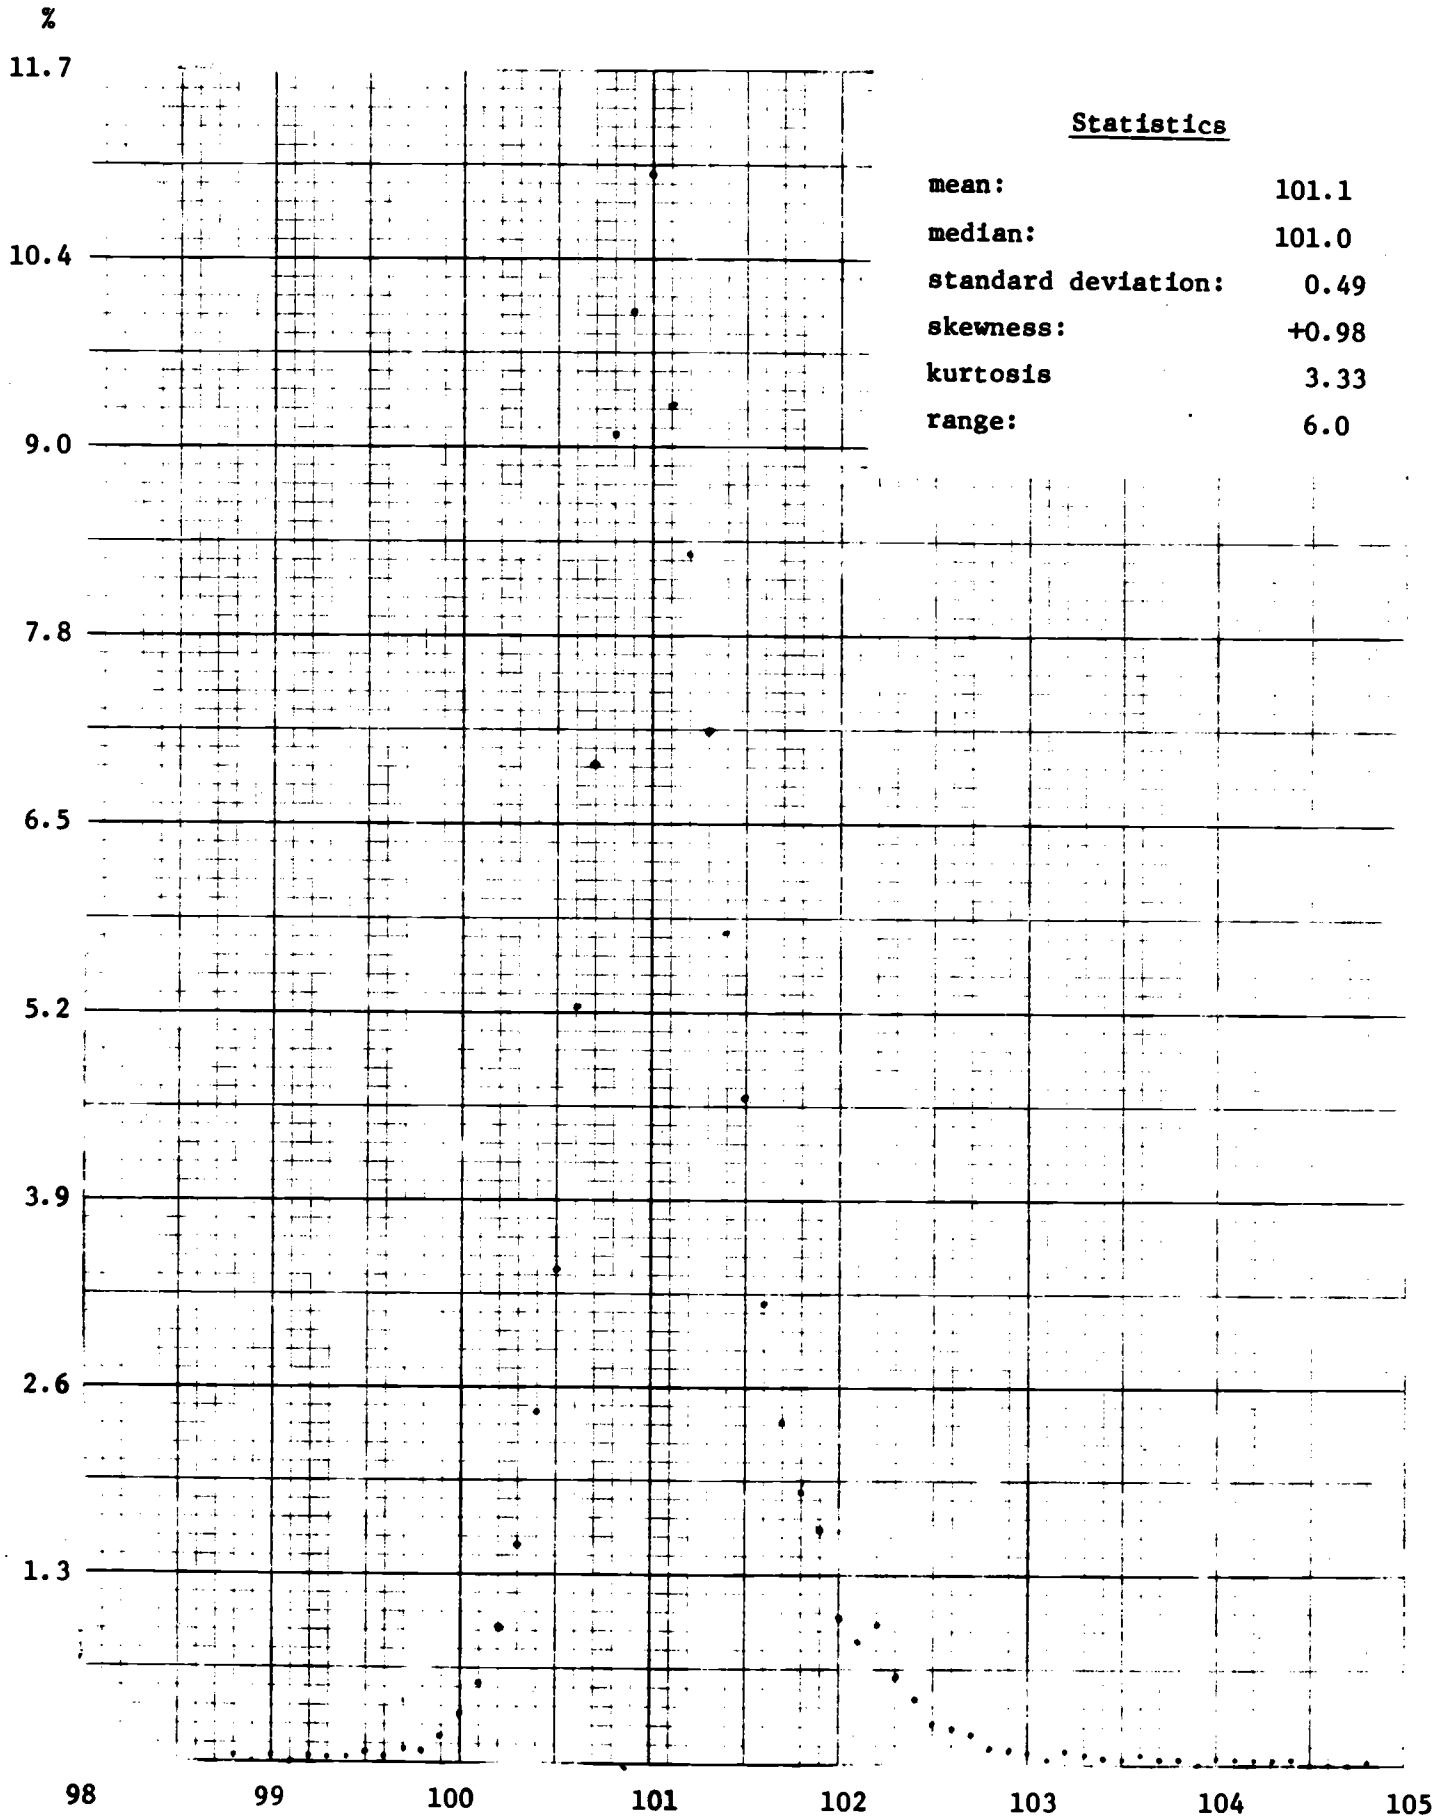 %
11.7
10.4
9.0
7.8
6.5
5.2
3.9
2.6
1.3
Statistics
mean: 101.1
median: 101.0
standard deviation: 0.49
skewness: +0.98
kurtosis 3.33
range: 6.0
98 99 100 101 102 103 104 105